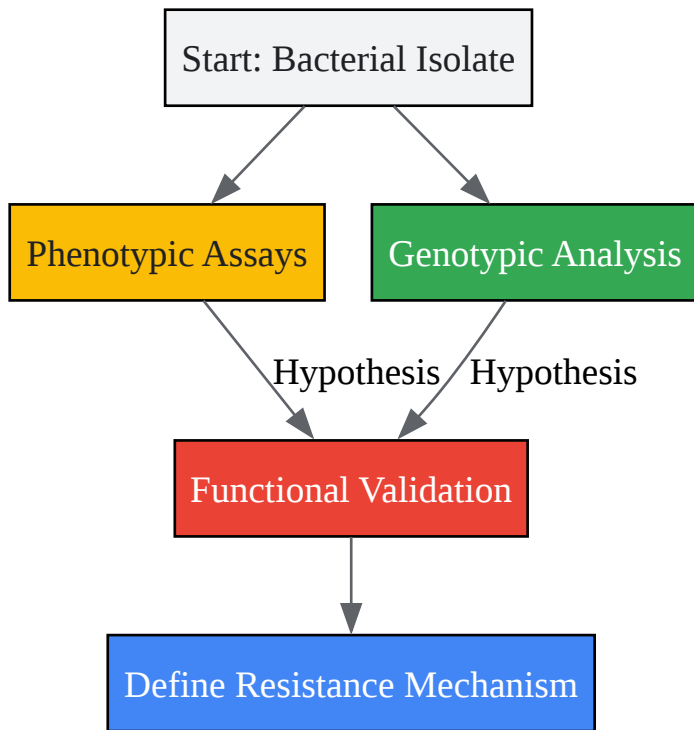 Start: Bacterial Isolate
Phenotypic Assays
Genotypic Analysis
Hypothesis
Hypothesis
Functional Validation
Define Resistance Mechanism